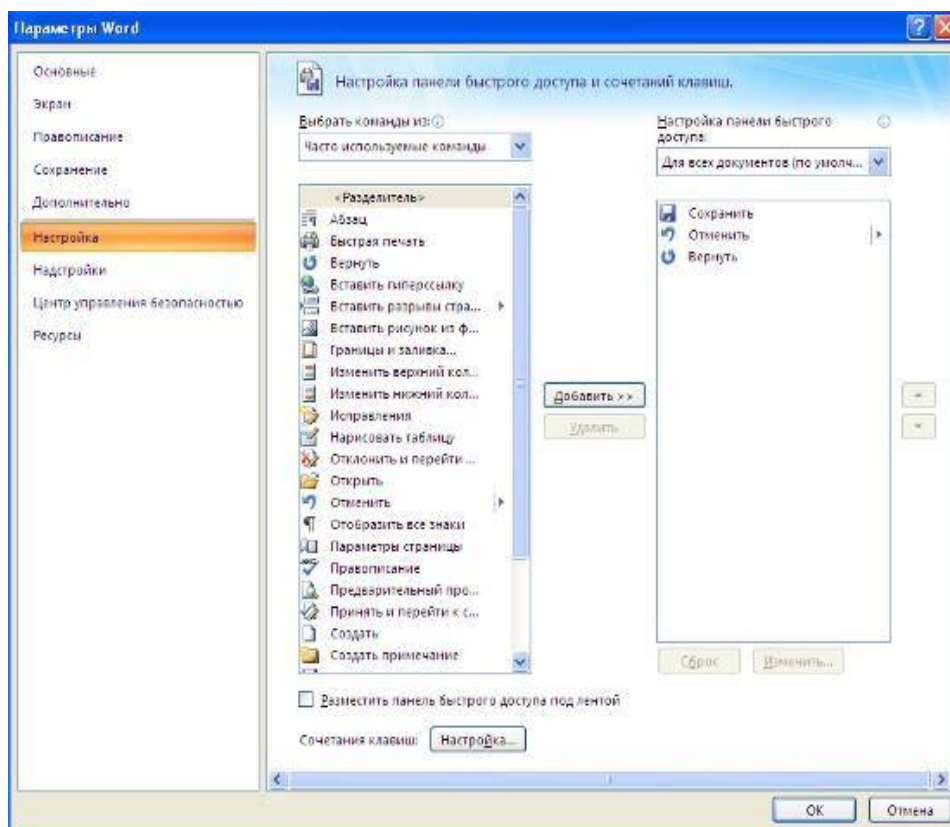 Параметры Word
Основные
Экран
Правописание
Сохранение
Дополнительно
Настройка
Надстройки
Центр управления безопасностью
Ресурсы
Настройка панели быстрого доступа и сочетаний клавиш.
Выбрать команды из:
Часто используемые команды
<Разделитель>
Абзац
Быстрая печать
Вернуть
Вставить гиперссылку
Вставить разрывы стра...
Вставить рисунок из ф...
Границы и заливка...
Изменить верхний кол...
Изменить нижний кол...
Исправления
Нарисовать таблицу
Отклонить и перейти ...
Открыть
Отменить
Отобразить все знаки
Параметры страницы
Правописание
Предварительный про...
Принять и перейти к с...
Создать
Создать примечание
Добавить >>
Удалить
Настройка панели быстрого
доступа:
Для всех документов (по умолч...
Сохранить
Отменить
Вернуть
Сброс
Изменить...
Разместить панель быстрого доступа под лентой
Сочетания клавиш:
Настройка...
ОК
Отмена